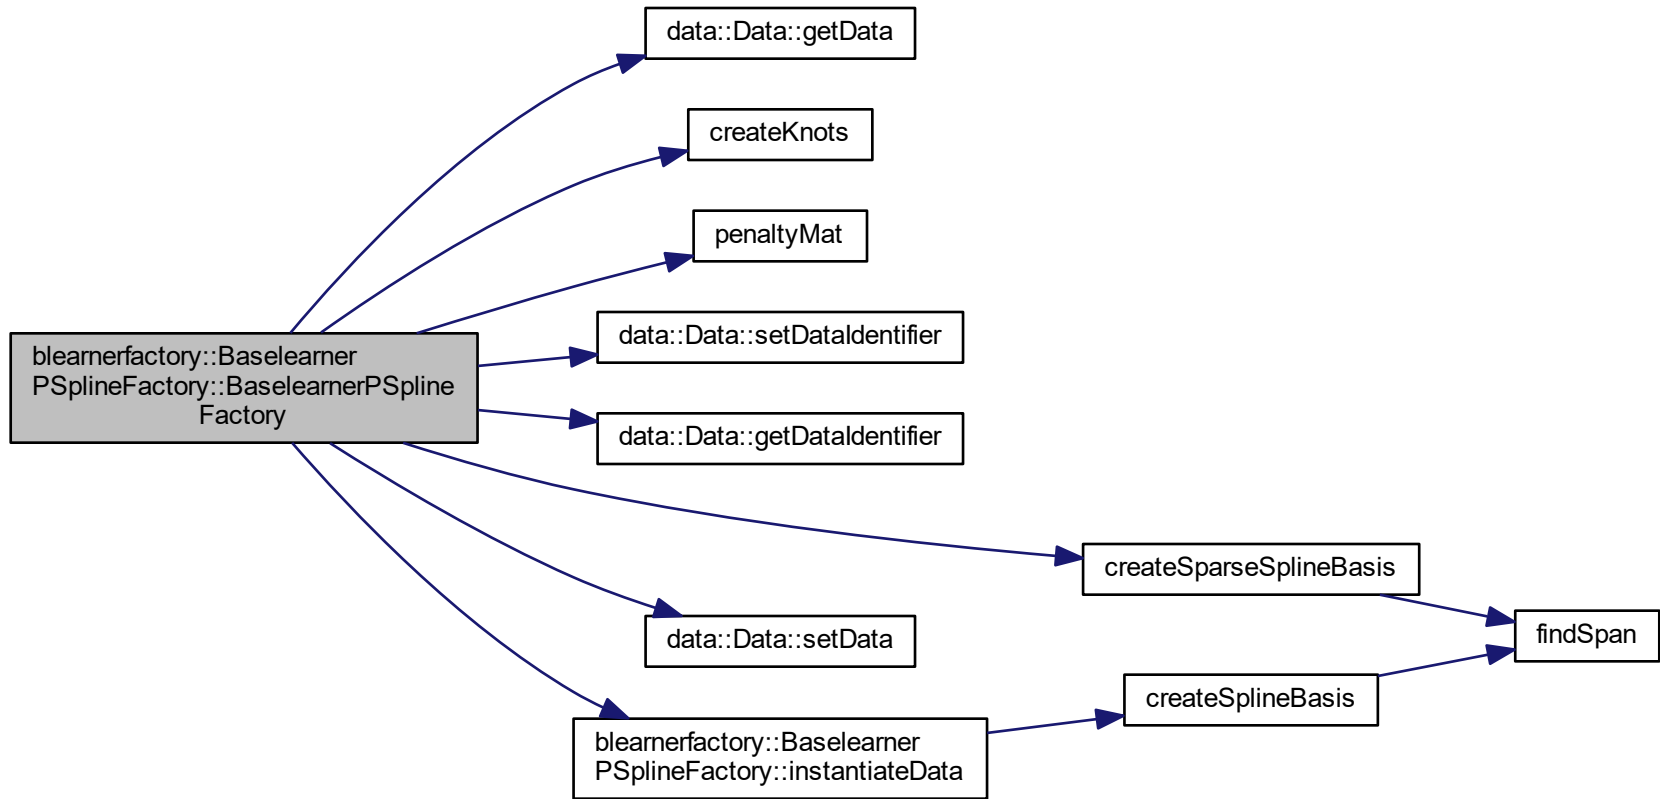 data::Data::getData
createKnots
penaltyMat
data::Data::setDataIdentifier
blearnerfactory::Baselearner
PSplineFactory::BaselearnerPSpline
Factory
data::Data::getDataIdentifier
createSparseSplineBasis
data::Data::setData
findSpan
createSplineBasis
blearnerfactory::Baselearner
PSplineFactory::instantiateData